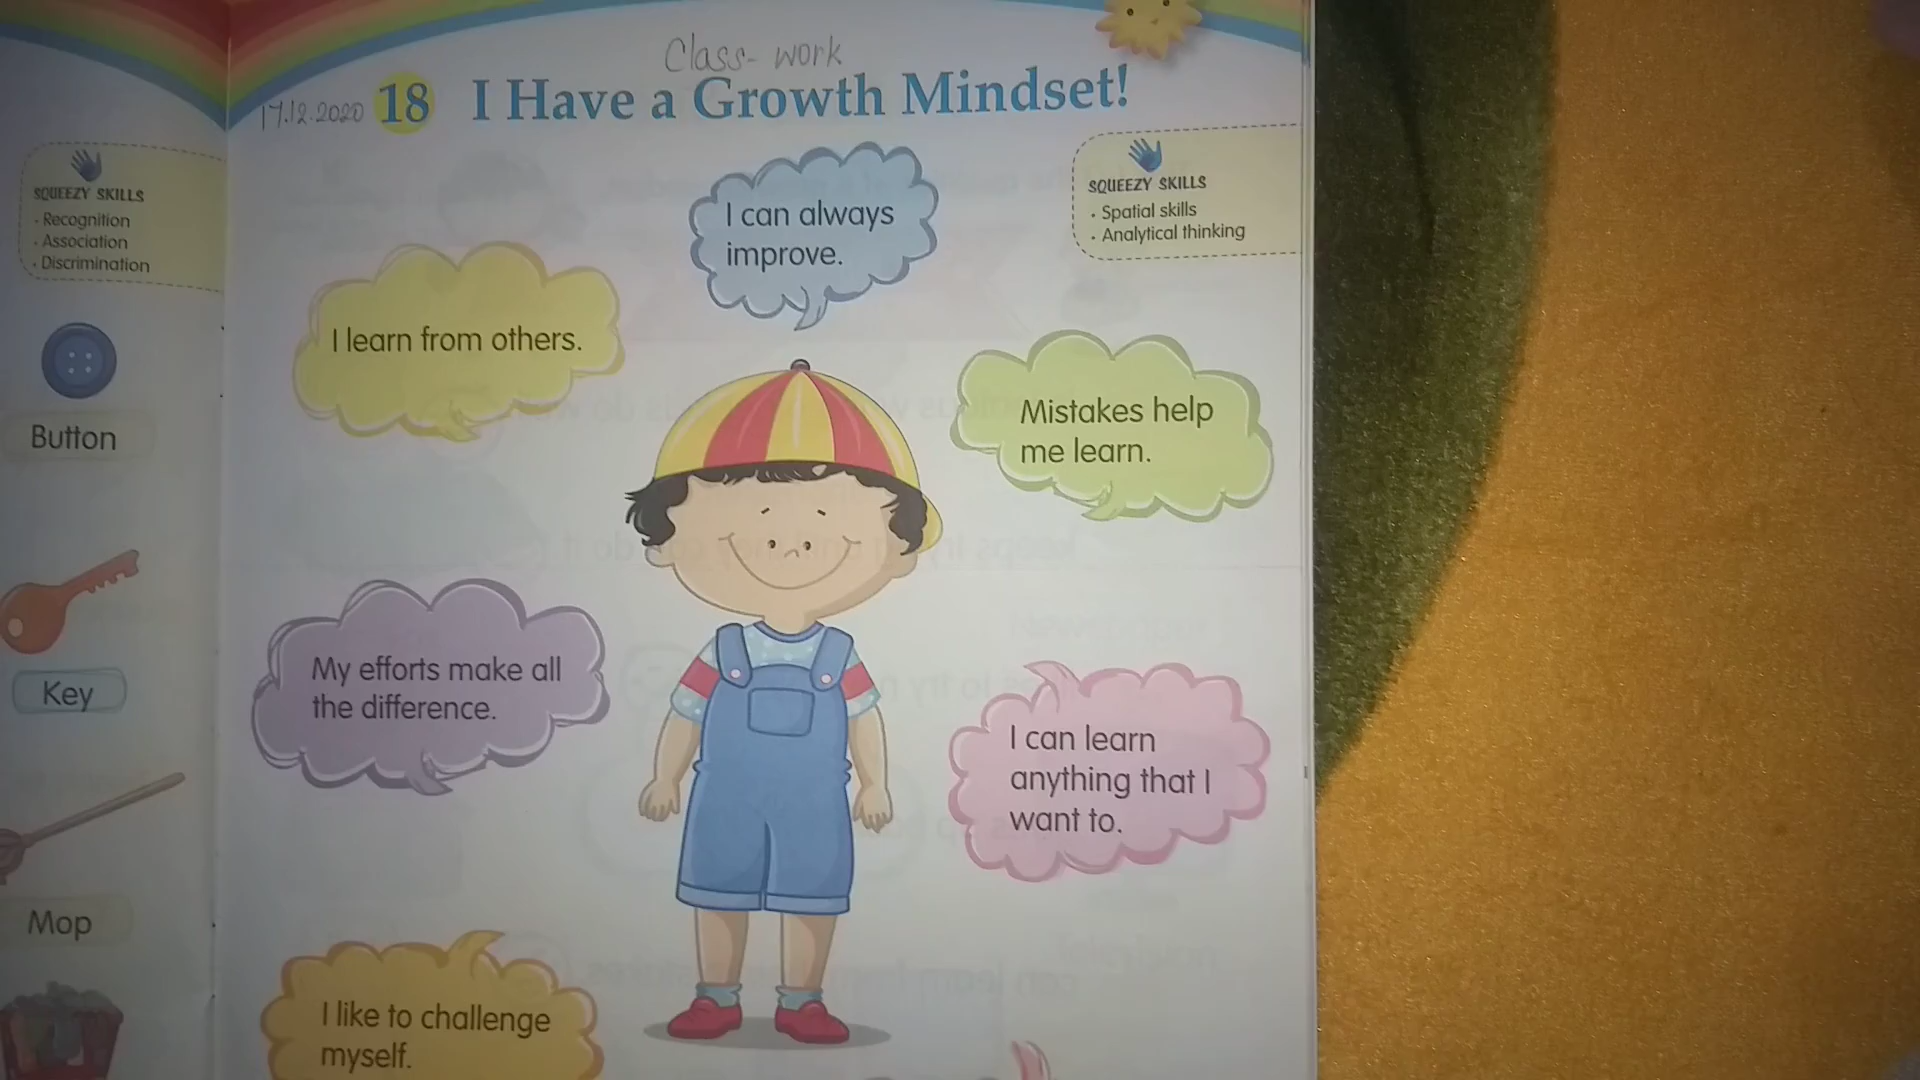 Class- work
17.12.2020 18 I Have a Growth Mindset!
SQUEEZY SKILLS
• Recognition
• Association
• Discrimination
Button
Key
Mop
SQUEEZY SKILLS
• Spatial skills
• Analytical thinking
I can always
improve.
I learn from others.
Mistakes help
me learn.
My efforts make all
the difference.
I can learn
anything that I
want to.
I like to challenge
myself.